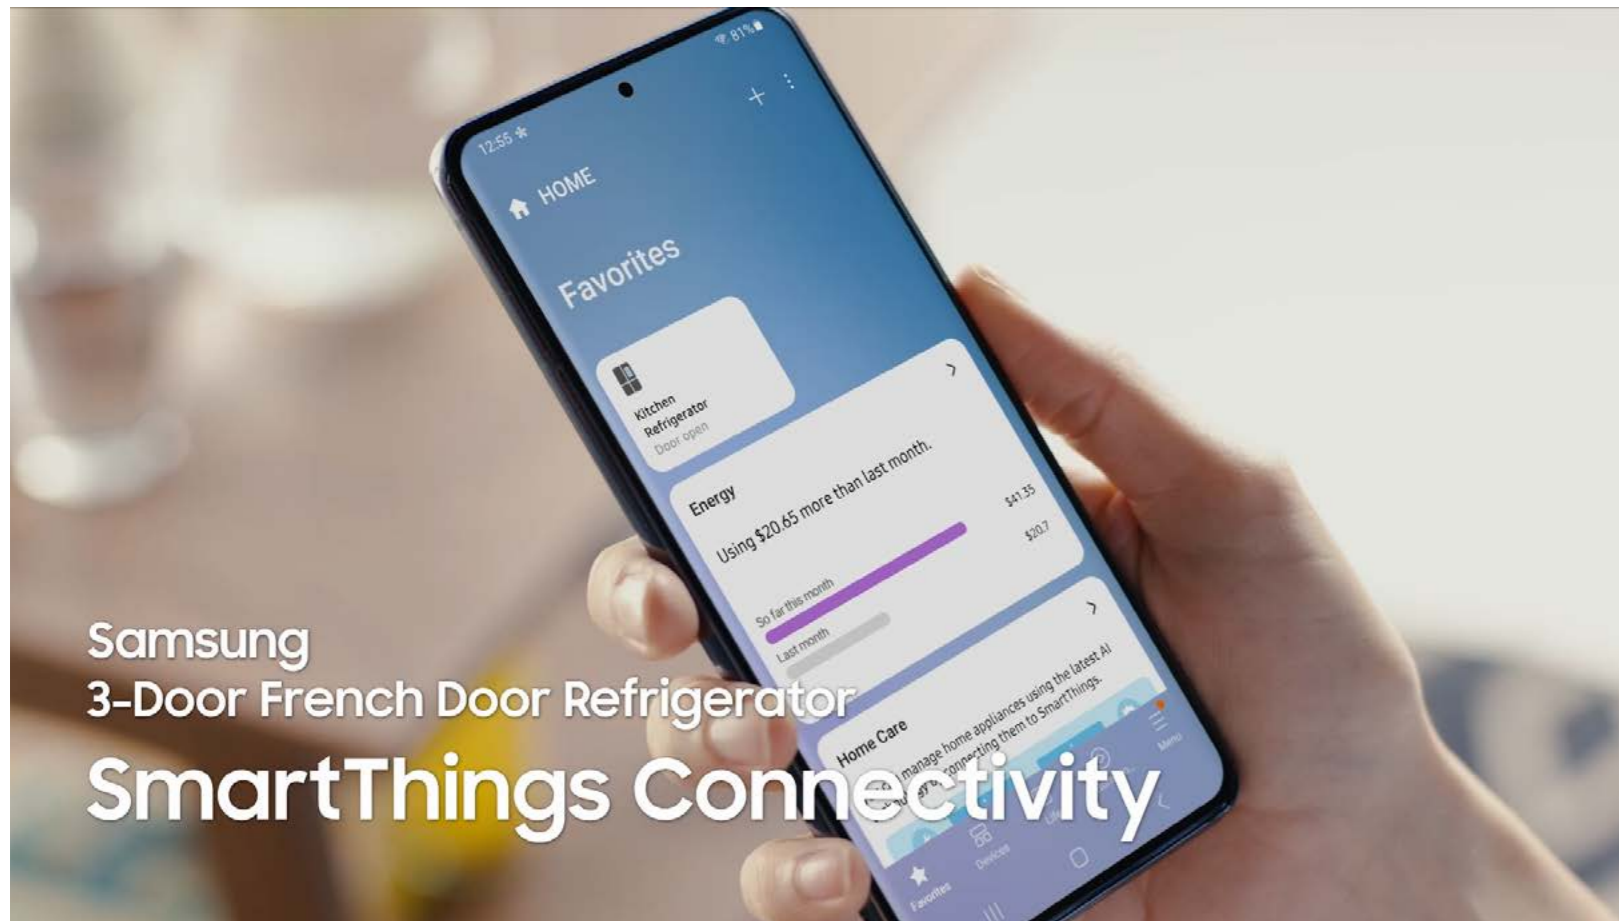 12:55
81%
HOME
Favorites
Kitchen
Refrigerator
Door open
Energy
Using $20.65 more than last month.
So far this month
$41.35
Last month
$20.7
Home Care
manage home appliances using the latest AI
by connecting them to SmartThings.
Favorites
Devices
Life
Menu
Samsung
3-Door French Door Refrigerator
SmartThings Connectivity